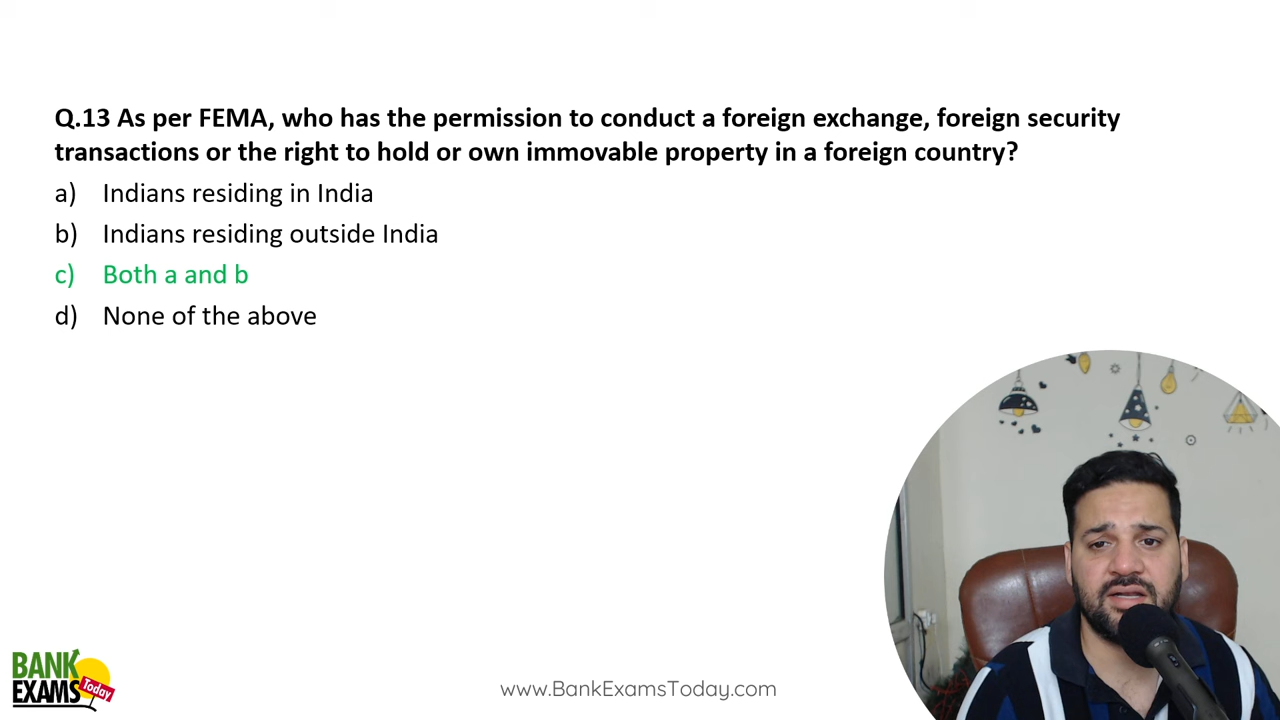 Q.13 As per FEMA, who has the permission to conduct a foreign exchange, foreign security
transactions or the right to hold or own immovable property in a foreign country?
a) Indians residing in India
b) Indians residing outside India
c) Both a and b
d) None of the above
BANK
EXAMS
Today
www.BankExamsToday.com